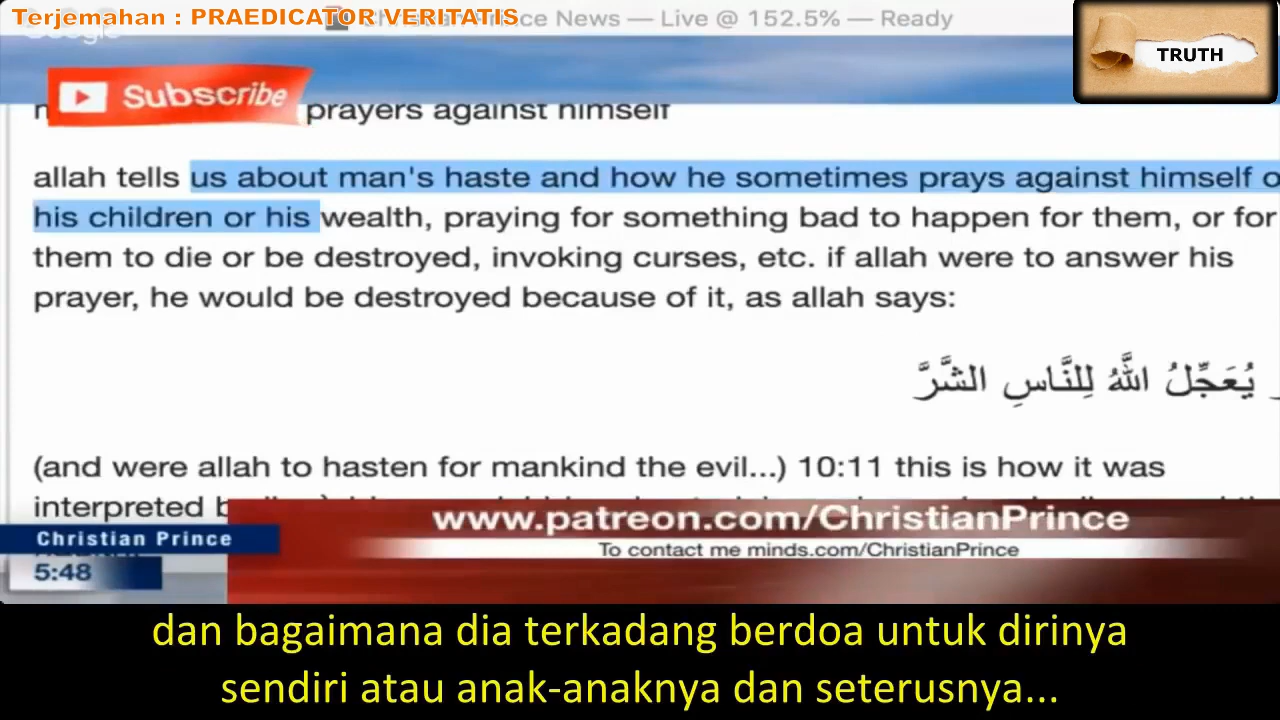 Terjemahan : PRAEDICATOR VERITATIS
Prince News — Live @ 152.5% — Ready
TRUTH
Subscribe
prayers against himself
allah tells us about man's haste and how he sometimes prays against himself o
his children or his wealth, praying for something bad to happen for them, or for
them to die or be destroyed, invoking curses, etc. if allah were to answer his
prayer, he would be destroyed because of it, as allah says:
يُعَجِّلُ اللَّهُ لِلنَّاسِ الشَّرَّ
(and were allah to hasten for mankind the evil...) 10:11 this is how it was
interpreted b
www.patreon.com/ChristianPrince
Christian Prince
To contact me minds.com/ChristianPrince
5:48
dan bagaimana dia terkadang berdoa untuk dirinya
sendiri atau anak-anaknya dan seterusnya...